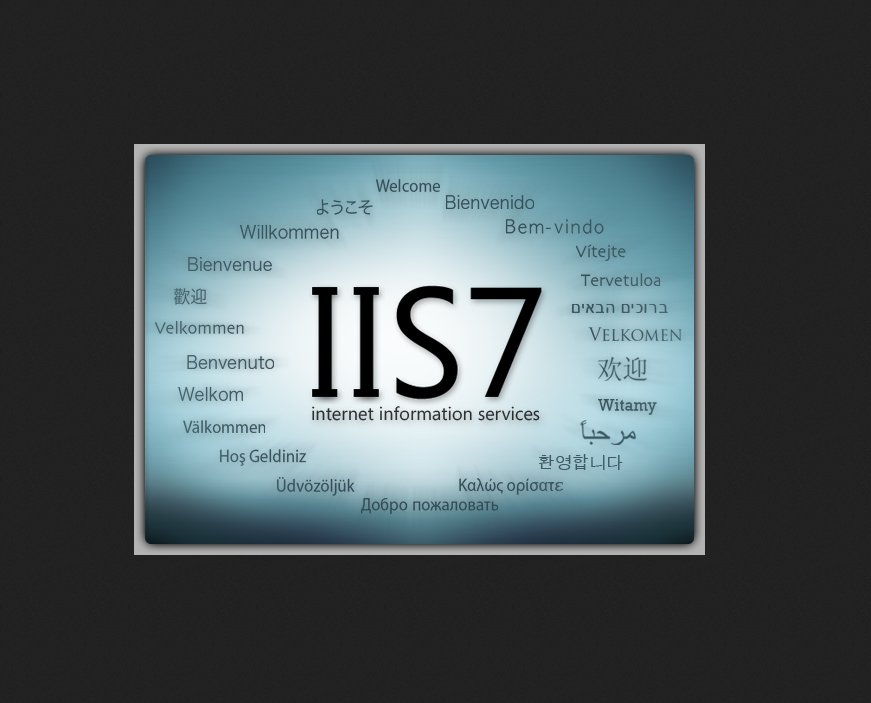 Welcome
ようこそ
Bienvenido
Willkommen
Bem-vindo
Vítejte
Bienvenue
Tervetuloa
歡迎
ברוכים הבאים
Velkommen
VELKOMEN
Benvenuto
欢迎
Welkom
Witamy
Välkommen
مرحباً
Hoş Geldiniz
환영합니다
Üdvözöljük
Καλώς ορίσατε
Добро пожаловать
IIS7
internet information services